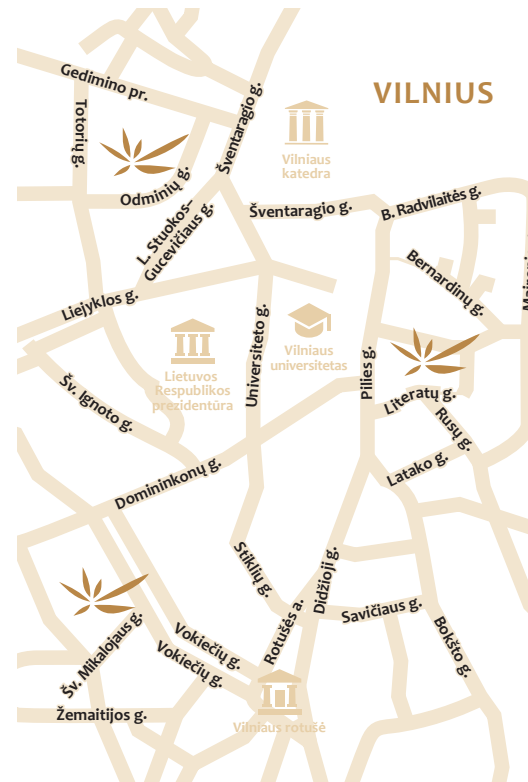 VILNIUS
Gedimino pr.
Totorių g.
Šventaragio g.
Vilniaus
katedra
Odminių g.
L. Stuokos–
Gucevičiaus g.
Šventaragio g.
B. Radvilaitės g.
Bernardinų g.
Liejyklos g.
Universiteto g.
Vilniaus
universitetas
Lietuvos
Respublikos
prezidentūra
Pilies g.
Šv. Ignoto g.
Literatų g.
Rusų g.
Latako g.
Domininkonų g.
Stiklių g.
Didžioji g.
Savičiaus g.
Rotušės a.
Bokšto g.
Šv. Mikalojaus g.
Vokiečių g.
Vokiečių g.
Žemaitijos g.
Vilniaus rotušė